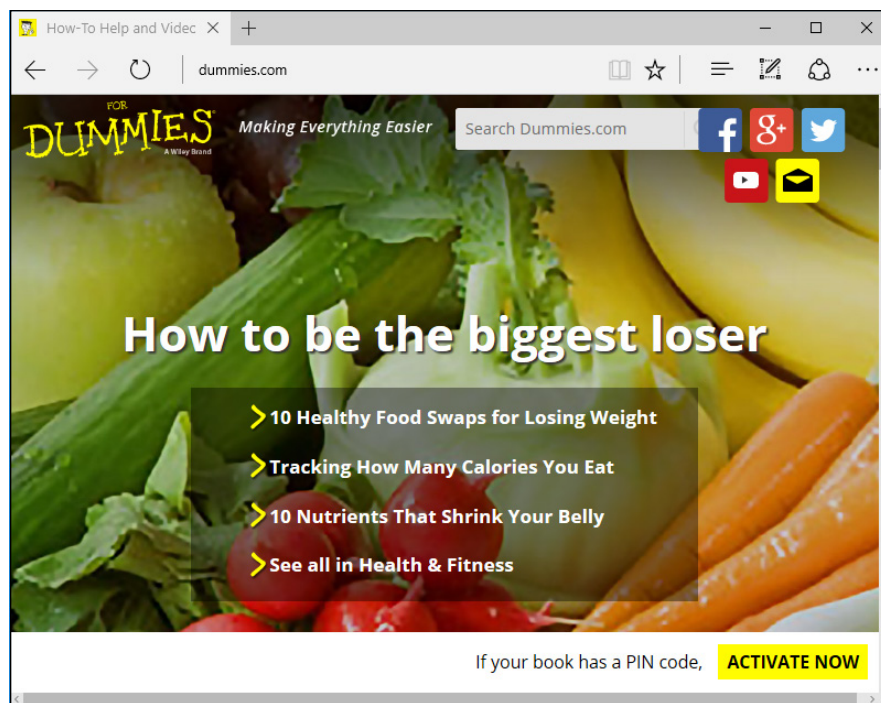 How-To Help and Videc
dummies.com
FOR
DUMMIES
A Wiley Brand
Making Everything Easier
Search Dummies.com
f
g+
How to be the biggest loser
10 Healthy Food Swaps for Losing Weight
Tracking How Many Calories You Eat
10 Nutrients That Shrink Your Belly
See all in Health & Fitness
If your book has a PIN code,
ACTIVATE NOW